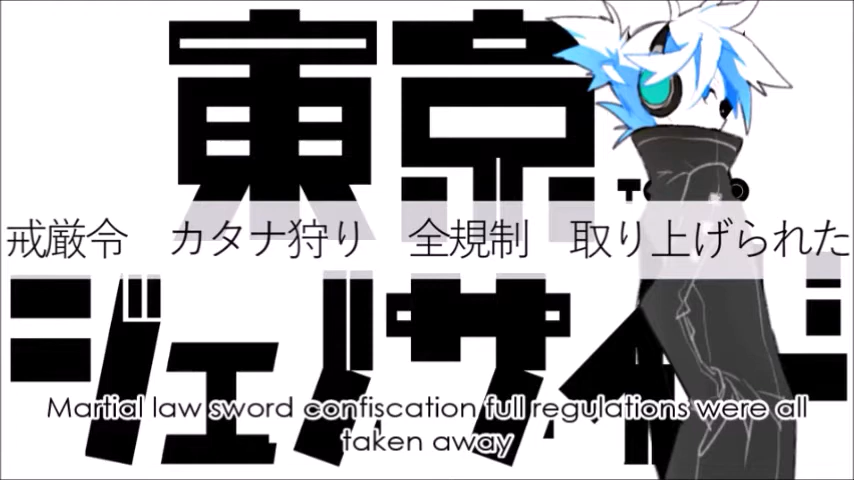 東京
戒厳令　カタナ狩り　全規制　取り上げられた
ジェノサイド
Martial law sword confiscation full regulations were all
taken away